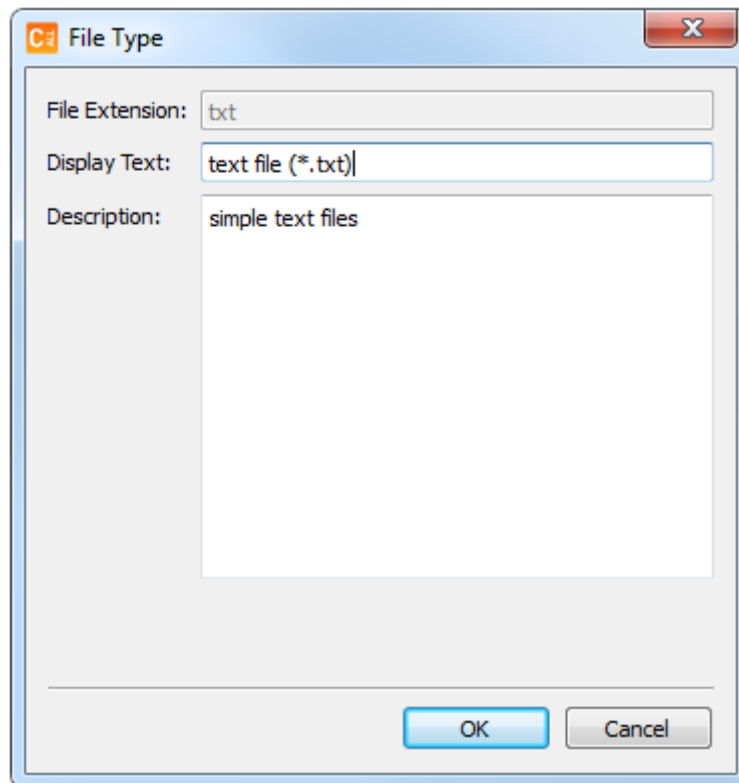 File Type
File Extension: txt
Display Text: text file (*.txt)
Description: simple text files
OK Cancel